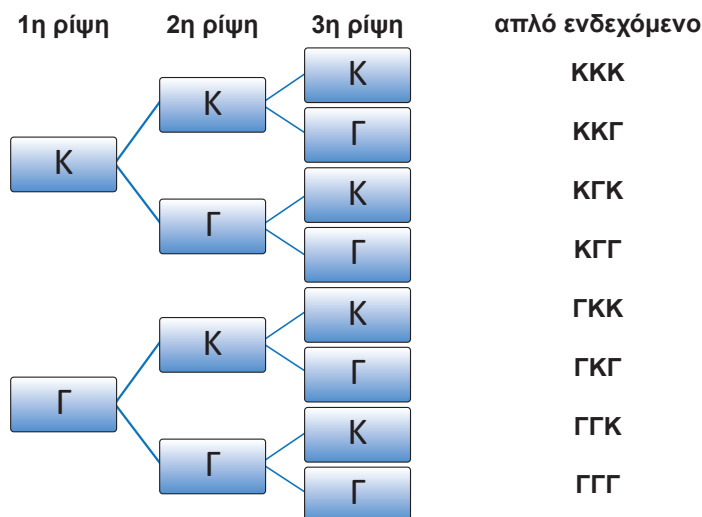 1η ρίψη 2η ρίψη 3η ρίψη απλό ενδεχόμενο
Κ ΚΚΚ
Κ
Γ ΚΚΓ
Κ
Κ ΚΓΚ
Γ
Γ ΚΓΓ
Κ ΓΚΚ
Κ
Γ ΓΚΓ
Γ
Κ ΓΓΚ
Γ
Γ ΓΓΓ